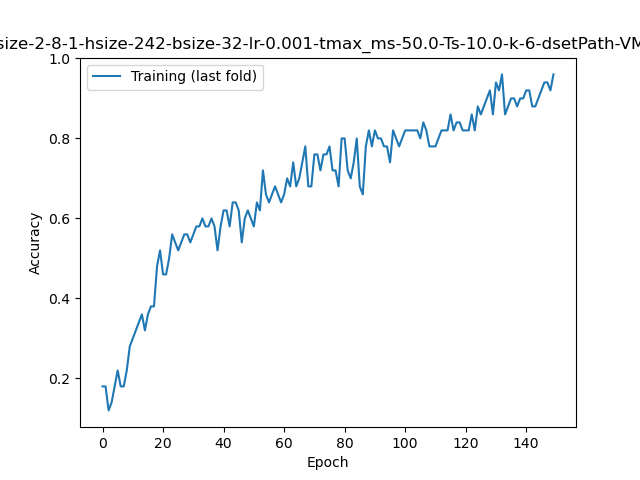 size-2-8-1-hsize-242-bsize-32-lr-0.001-tmax_ms-50.0-Ts-10.0-k-6-dsetPath-VM
1.0
Training (last fold)
0.8
0.6
Accuracy
0.4
0.2
0 20 40 60 80 100 120 140
Epoch